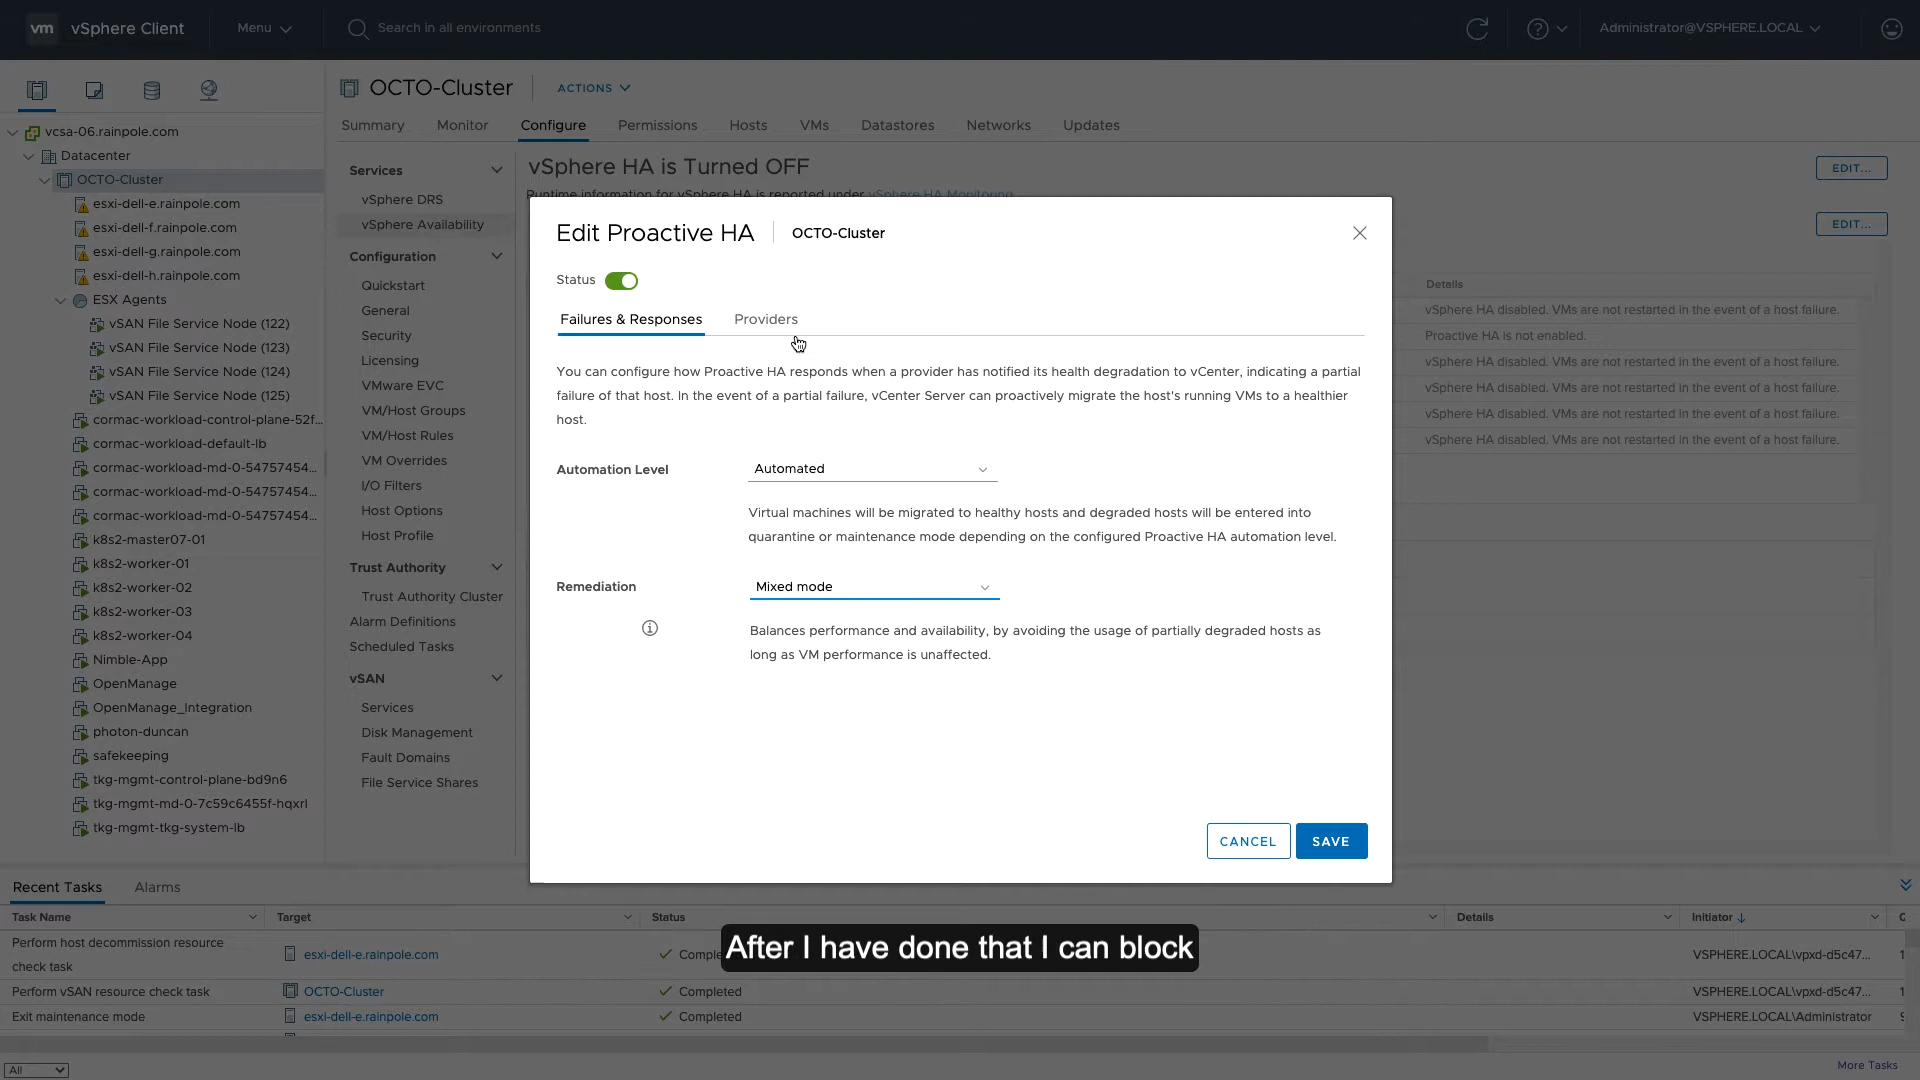 vm vSphere Client Menu Search in all environments Administrator@VSPHERE.LOCAL
OCTO-Cluster ACTIONS
Summary Monitor Configure Permissions Hosts VMs Datastores Networks Updates
vcsa-06.rainpole.com
Datacenter
OCTO-Cluster
esxi-dell-e.rainpole.com
esxi-dell-f.rainpole.com
esxi-dell-g.rainpole.com
esxi-dell-h.rainpole.com
ESX Agents
vSAN File Service Node (122)
vSAN File Service Node (123)
vSAN File Service Node (124)
vSAN File Service Node (125)
cormac-workload-control-plane-52f...
cormac-workload-default-lb
cormac-workload-md-0-54757454...
cormac-workload-md-0-54757454...
cormac-workload-md-0-54757454...
k8s2-master07-01
k8s2-worker-01
k8s2-worker-02
k8s2-worker-03
k8s2-worker-04
Nimble-App
OpenManage
OpenManage_Integration
photon-duncan
safekeeping
tkg-mgmt-control-plane-bd9n6
tkg-mgmt-md-0-7c59c6455f-hqxrl
tkg-mgmt-tkg-system-lb
Services
vSphere DRS
vSphere Availability
Configuration
Quickstart
General
Security
Licensing
VMware EVC
VM/Host Groups
VM/Host Rules
VM Overrides
I/O Filters
Host Options
Host Profile
Trust Authority
Trust Authority Cluster
Alarm Definitions
Scheduled Tasks
vSAN
Services
Disk Management
Fault Domains
File Service Shares
vSphere HA is Turned OFF EDIT...
Runtime information for vSphere HA is reported under vSphere HA Monitoring
EDIT...
Details
vSphere HA disabled. VMs are not restarted in the event of a host failure.
Proactive HA is not enabled.
vSphere HA disabled. VMs are not restarted in the event of a host failure.
vSphere HA disabled. VMs are not restarted in the event of a host failure.
vSphere HA disabled. VMs are not restarted in the event of a host failure.
vSphere HA disabled. VMs are not restarted in the event of a host failure.
Edit Proactive HA OCTO-Cluster
Status
Failures & Responses Providers
You can configure how Proactive HA responds when a provider has notified its health degradation to vCenter, indicating a partial
failure of that host. In the event of a partial failure, vCenter Server can proactively migrate the host's running VMs to a healthier
host.
Automation Level Automated
Virtual machines will be migrated to healthy hosts and degraded hosts will be entered into
quarantine or maintenance mode depending on the configured Proactive HA automation level.
Remediation Mixed mode
Balances performance and availability, by avoiding the usage of partially degraded hosts as
long as VM performance is unaffected.
CANCEL SAVE
Recent Tasks Alarms
Task Name Target Status Details Initiator
Perform host decommission resource
check task esxi-dell-e.rainpole.com VSPHERE.LOCAL\vpxd-d5c47...
Perform vSAN resource check task OCTO-Cluster Completed VSPHERE.LOCAL\vpxd-d5c47...
Exit maintenance mode esxi-dell-e.rainpole.com Completed VSPHERE.LOCAL\Administrator
After I have done that I can block
All More Tasks